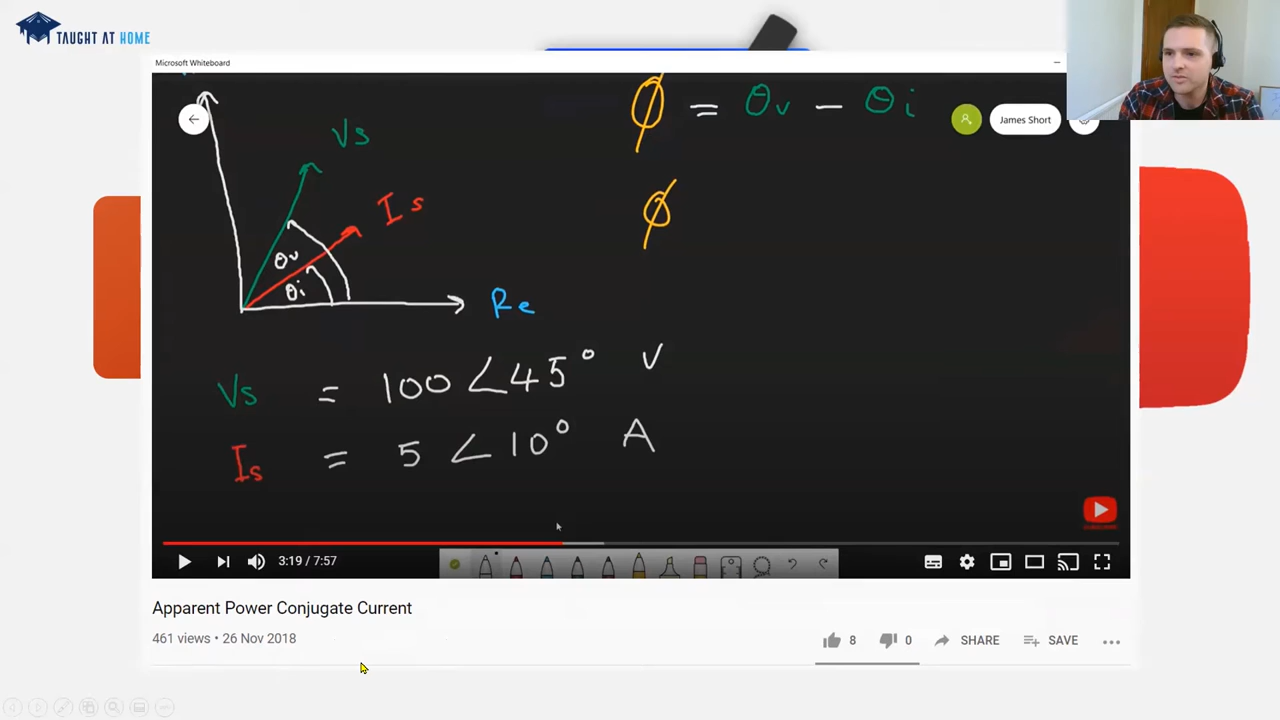 TAUGHT AT HOME
Microsoft Whiteboard
Vs
Is
θv
θi
Re
ϕ = θv − θi
ϕ
James Short
Vs = 100 ∠45° V
Is = 5 ∠10° A
3:19 / 7:57
Apparent Power Conjugate Current
461 views • 26 Nov 2018
8
0
SHARE
SAVE